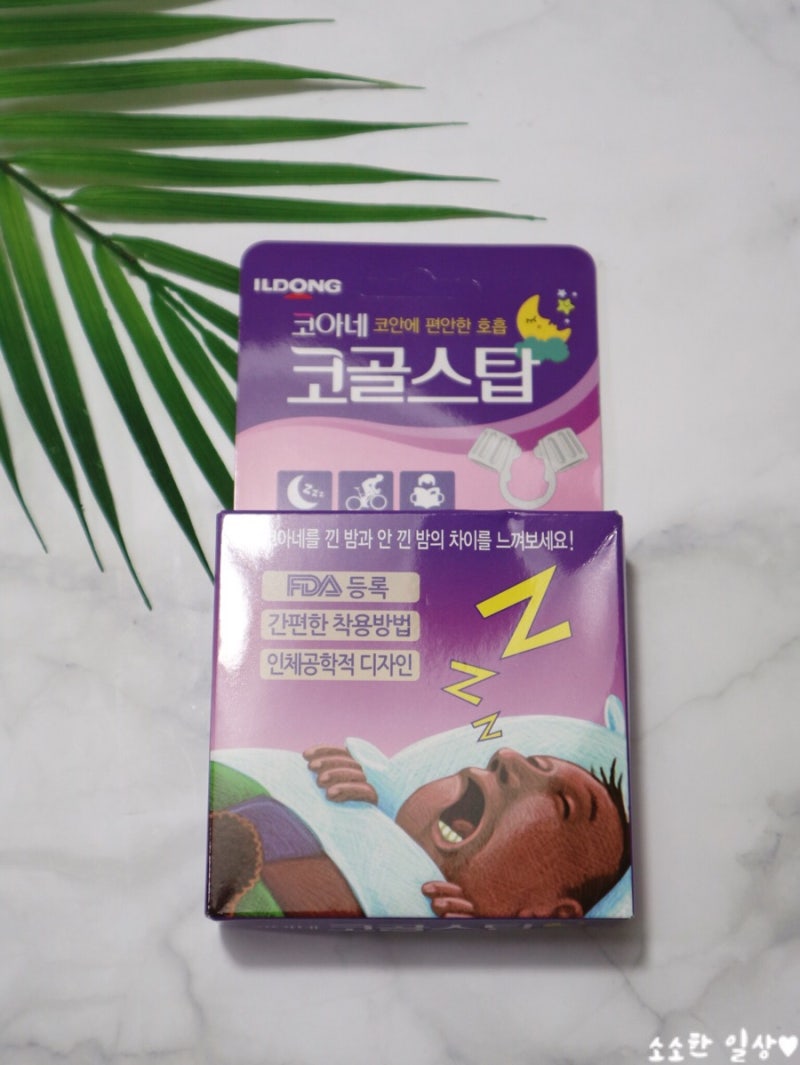 ILDONG
코아네 코안에 편안한 호흡
코골스탑
zzz
코아네를 낀 밤과 안 낀 밤의 차이를 느껴보세요!
FDA 등록
간편한 착용방법
인체공학적 디자인
Z
Z
Z
소소한 일상♥